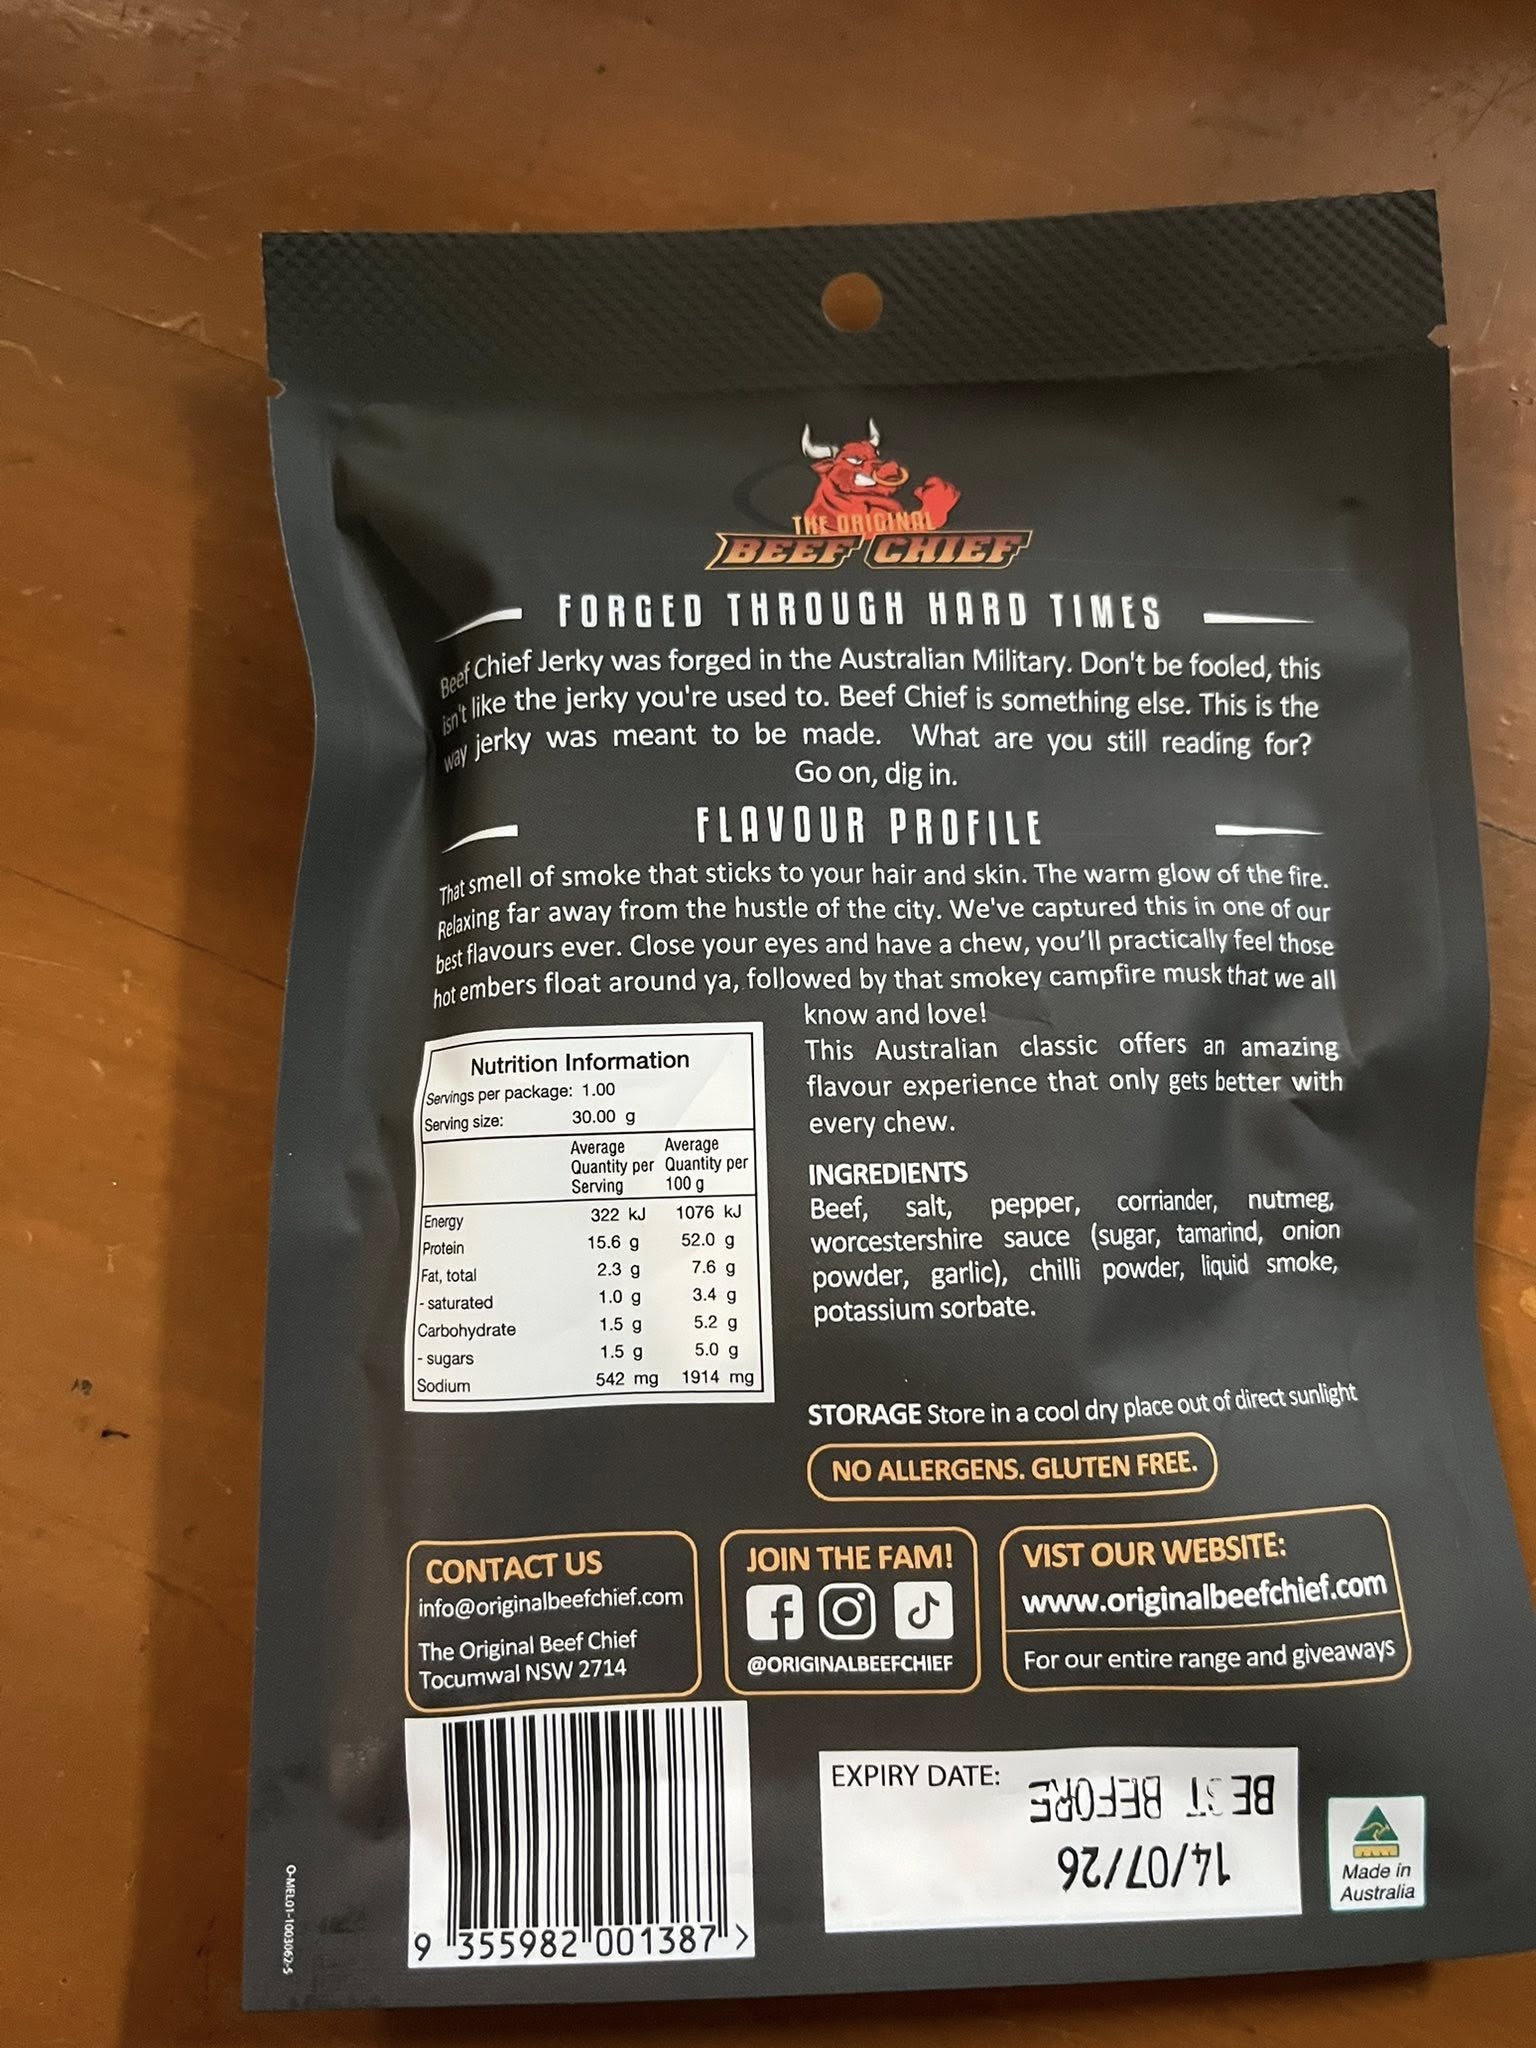 THE ORIGINAL
BEEF CHIEF
FORGED THROUGH HARD TIMES
Beef Chief Jerky was forged in the Australian Military. Don't be fooled, this
isn't like the jerky you're used to. Beef Chief is something else. This is the
way jerky was meant to be made. What are you still reading for?
Go on, dig in.
FLAVOUR PROFILE
That smell of smoke that sticks to your hair and skin. The warm glow of the fire.
Relaxing far away from the hustle of the city. We've captured this in one of our
best flavours ever. Close your eyes and have a chew, you'll practically feel those
hot embers float around ya, followed by that smokey campfire musk that we all
know and love!
This Australian classic offers an amazing
flavour experience that only gets better with
every chew.
Nutrition Information
Servings per package: 1.00
Serving size: 30.00 g
Average Quantity per Serving Average Quantity per 100 g
Energy 322 kJ 1076 kJ
Protein 15.6 g 52.0 g
Fat, total 2.3 g 7.6 g
- saturated 1.0 g 3.4 g
Carbohydrate 1.5 g 5.2 g
- sugars 1.5 g 5.0 g
Sodium 542 mg 1914 mg
INGREDIENTS
Beef, salt, pepper, corriander, nutmeg,
worcestershire sauce (sugar, tamarind, onion
powder, garlic), chilli powder, liquid smoke,
potassium sorbate.
STORAGE Store in a cool dry place out of direct sunlight
NO ALLERGENS. GLUTEN FREE.
CONTACT US
info@originalbeefchief.com
The Original Beef Chief
Tocumwal NSW 2714
JOIN THE FAM!
@ORIGINALBEEFCHIEF
VIST OUR WEBSITE:
www.originalbeefchief.com
For our entire range and giveaways
9 355982 001387 >
EXPIRY DATE:
BEST BEFORE
14/07/26
Made in
Australia
O-MEL01-1003062-5